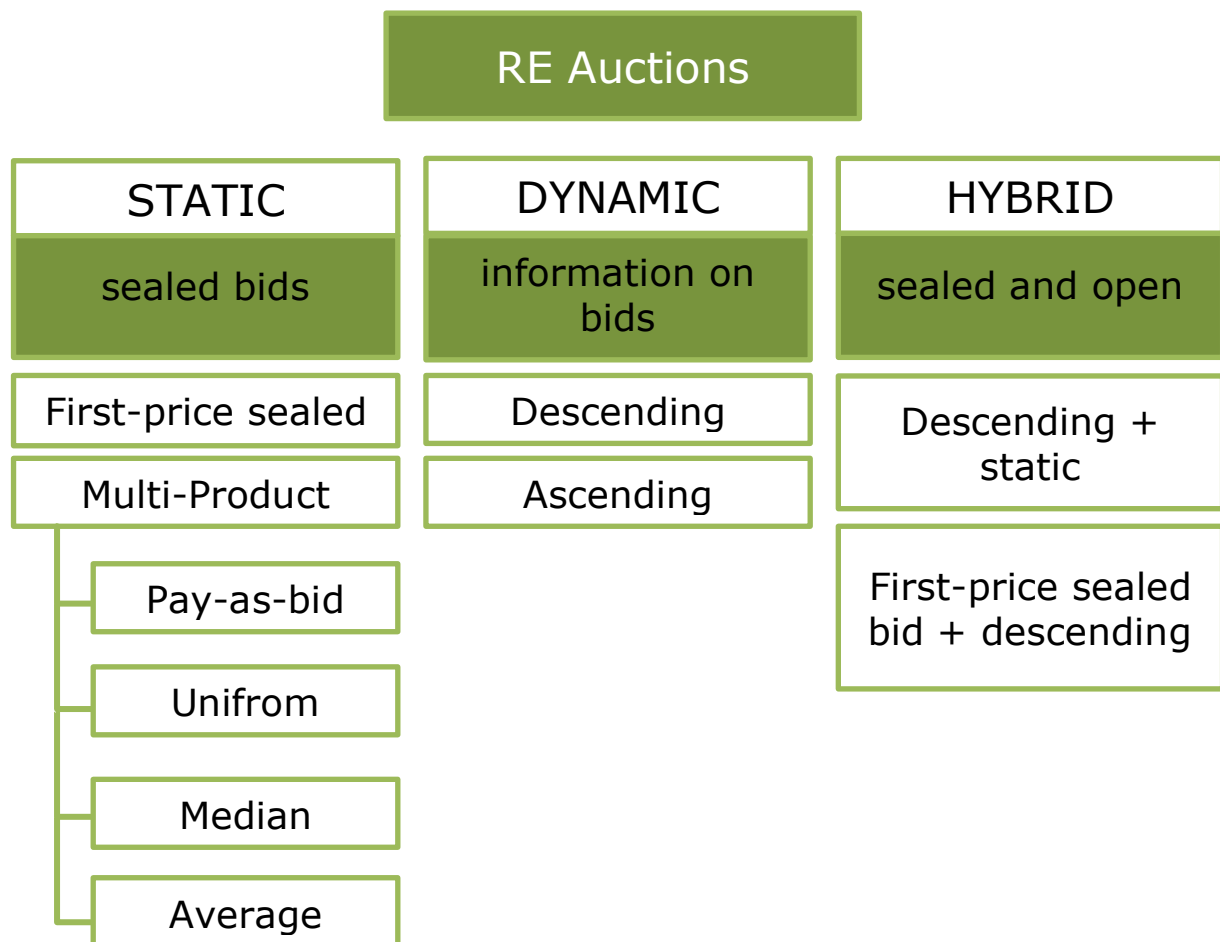 RE Auctions
STATIC
sealed bids
First-price sealed
Multi-Product
Pay-as-bid
Unifrom
Median
Average
DYNAMIC
information on
bids
Descending
Ascending
HYBRID
sealed and open
Descending +
static
First-price sealed
bid + descending